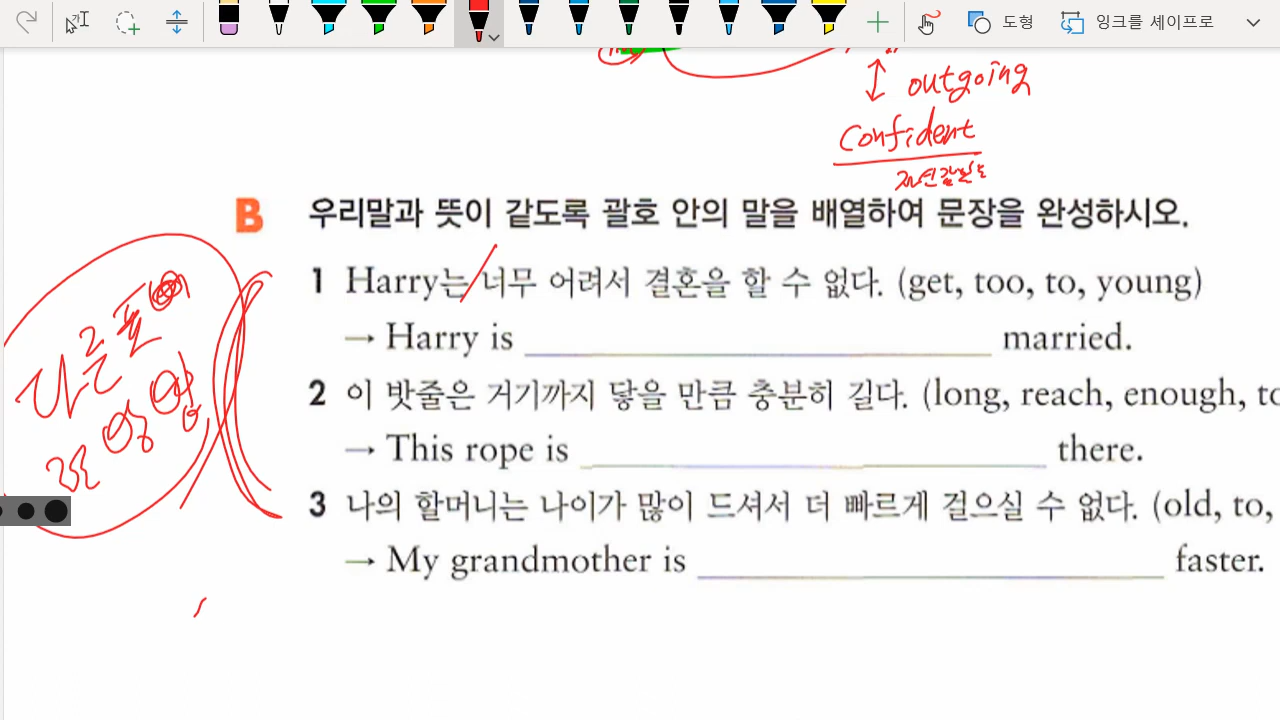 도형
잉크를 셰이프로
outgoing
confident
자신감있는
B 우리말과 뜻이 같도록 괄호 안의 말을 배열하여 문장을 완성하시오.
1 Harry는 너무 어려서 결혼을 할 수 없다. (get, too, to, young)
→ Harry is married.
2 이 밧줄은 거기까지 닿을 만큼 충분히 길다. (long, reach, enough, to
→ This rope is there.
3 나의 할머니는 나이가 많이 드셔서 더 빠르게 걸으실 수 없다. (old, to,
→ My grandmother is faster.
다른